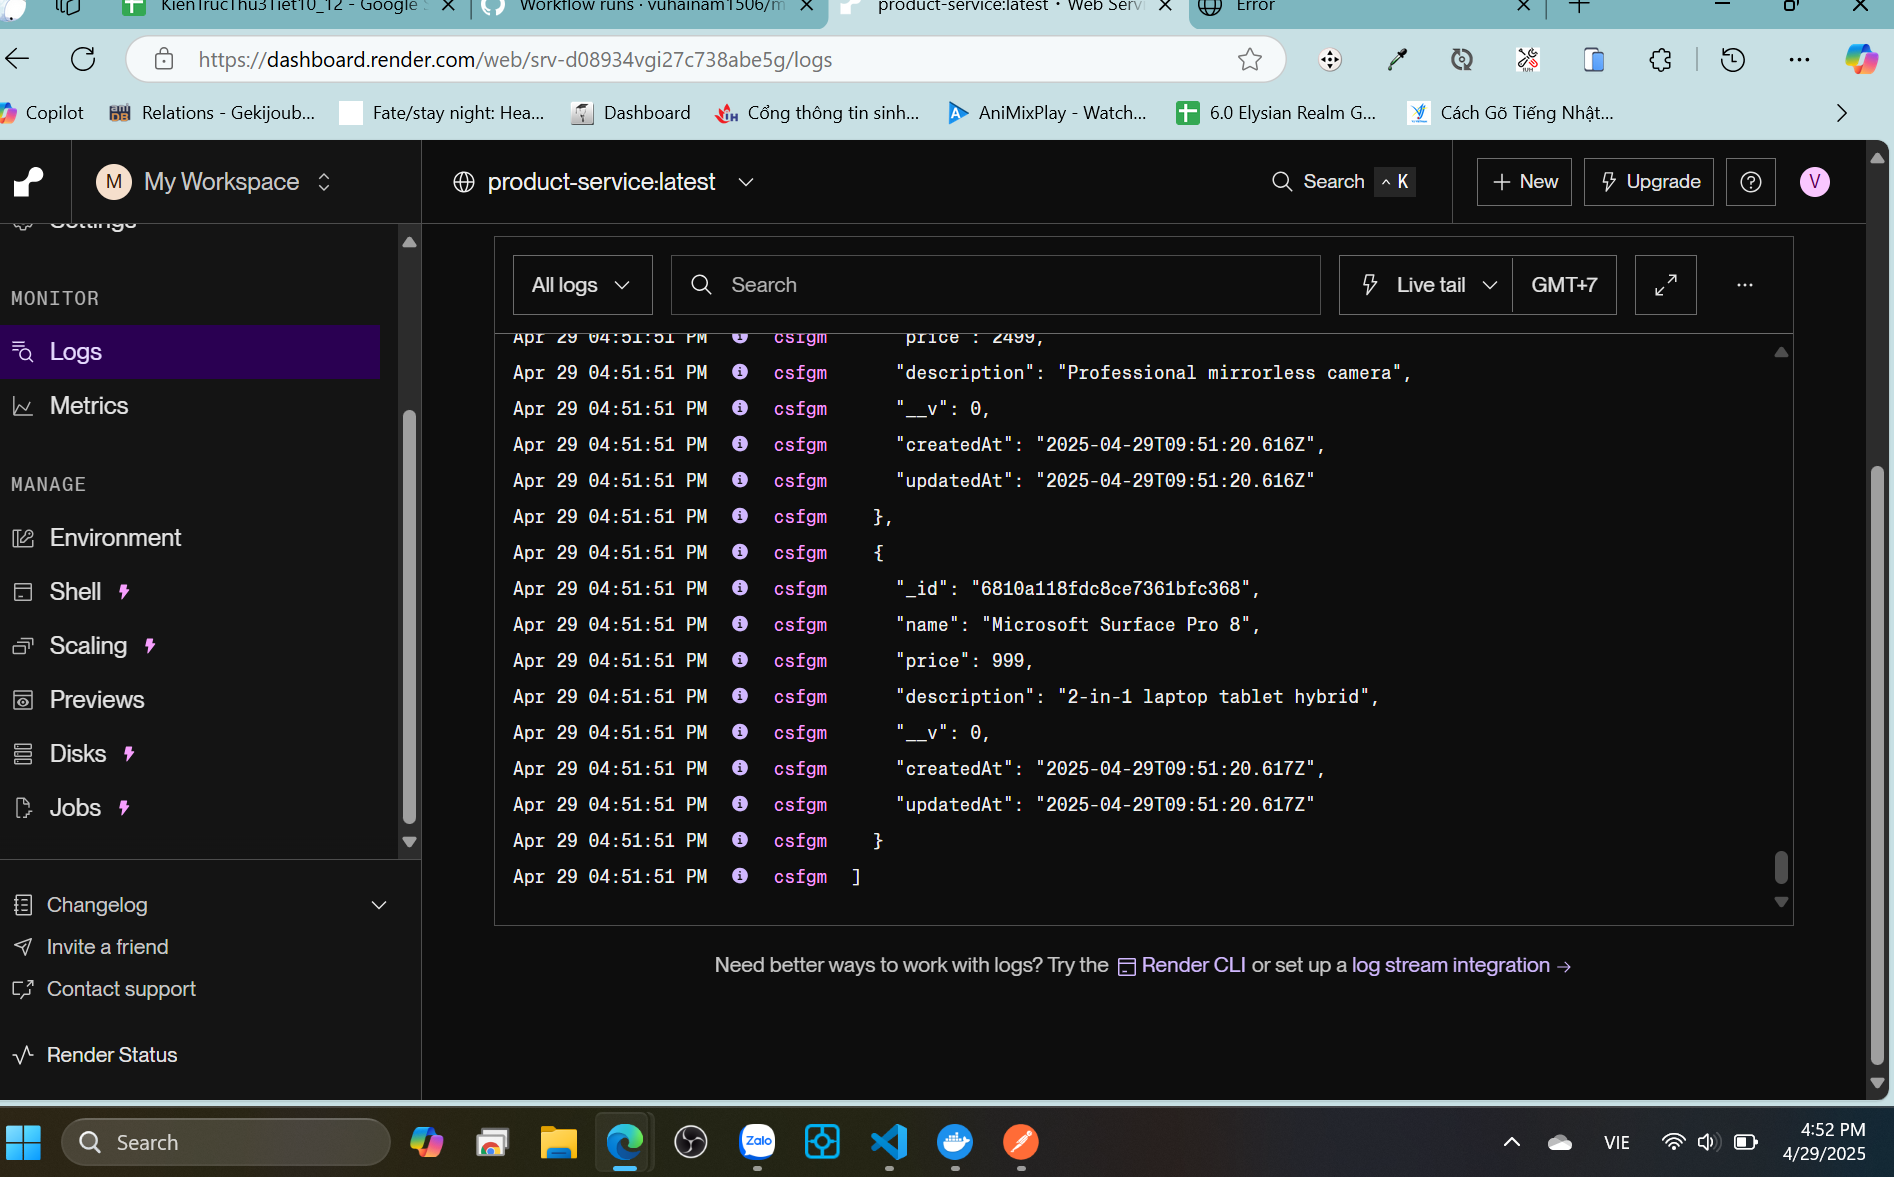 KienTrucThu3Tiet10_12 - Google S
Workflow runs · vuhainam1506/m
product-service:latest · Web Servi
Error
https://dashboard.render.com/web/srv-d08934vgi27c738abe5g/logs
Copilot
Relations - Gekijoub...
Fate/stay night: Hea...
Dashboard
Cổng thông tin sinh...
AniMixPlay - Watch...
6.0 Elysian Realm G...
Cách Gõ Tiếng Nhật...
M My Workspace
product-service:latest
Search ^ K
+ New
Upgrade
V
Settings
MONITOR
Logs
Metrics
MANAGE
Environment
Shell
Scaling
Previews
Disks
Jobs
Changelog
Invite a friend
Contact support
Render Status
All logs
Search
Live tail
GMT+7
Apr 29 04:51:51 PM csfgm "price": 2499,
Apr 29 04:51:51 PM csfgm "description": "Professional mirrorless camera",
Apr 29 04:51:51 PM csfgm "__v": 0,
Apr 29 04:51:51 PM csfgm "createdAt": "2025-04-29T09:51:20.616Z",
Apr 29 04:51:51 PM csfgm "updatedAt": "2025-04-29T09:51:20.616Z"
Apr 29 04:51:51 PM csfgm },
Apr 29 04:51:51 PM csfgm {
Apr 29 04:51:51 PM csfgm "_id": "6810a118fdc8ce7361bfc368",
Apr 29 04:51:51 PM csfgm "name": "Microsoft Surface Pro 8",
Apr 29 04:51:51 PM csfgm "price": 999,
Apr 29 04:51:51 PM csfgm "description": "2-in-1 laptop tablet hybrid",
Apr 29 04:51:51 PM csfgm "__v": 0,
Apr 29 04:51:51 PM csfgm "createdAt": "2025-04-29T09:51:20.617Z",
Apr 29 04:51:51 PM csfgm "updatedAt": "2025-04-29T09:51:20.617Z"
Apr 29 04:51:51 PM csfgm }
Apr 29 04:51:51 PM csfgm ]
Need better ways to work with logs? Try the Render CLI or set up a log stream integration →
Search
Zalo
VIE
4:52 PM
4/29/2025